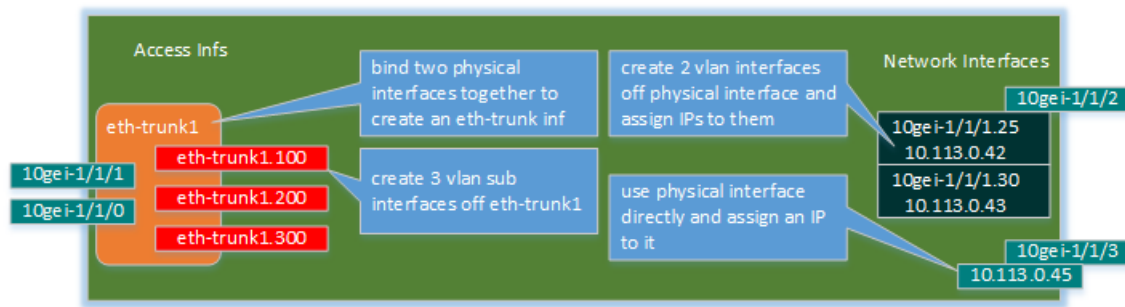 Access Infs
bind two physical
interfaces together to
create an eth-trunk inf
create 2 vlan interfaces
off physical interface and
assign IPs to them
Network Interfaces
10gei-1/1/2
eth-trunk1
10gei-1/1/1.25
10.113.0.42
eth-trunk1.100
10gei-1/1/1
create 3 vlan sub
interfaces off eth-trunk1
use physical interface
directly and assign an IP
to it
10gei-1/1/1.30
10.113.0.43
eth-trunk1.200
10gei-1/1/0
eth-trunk1.300
10gei-1/1/3
10.113.0.45